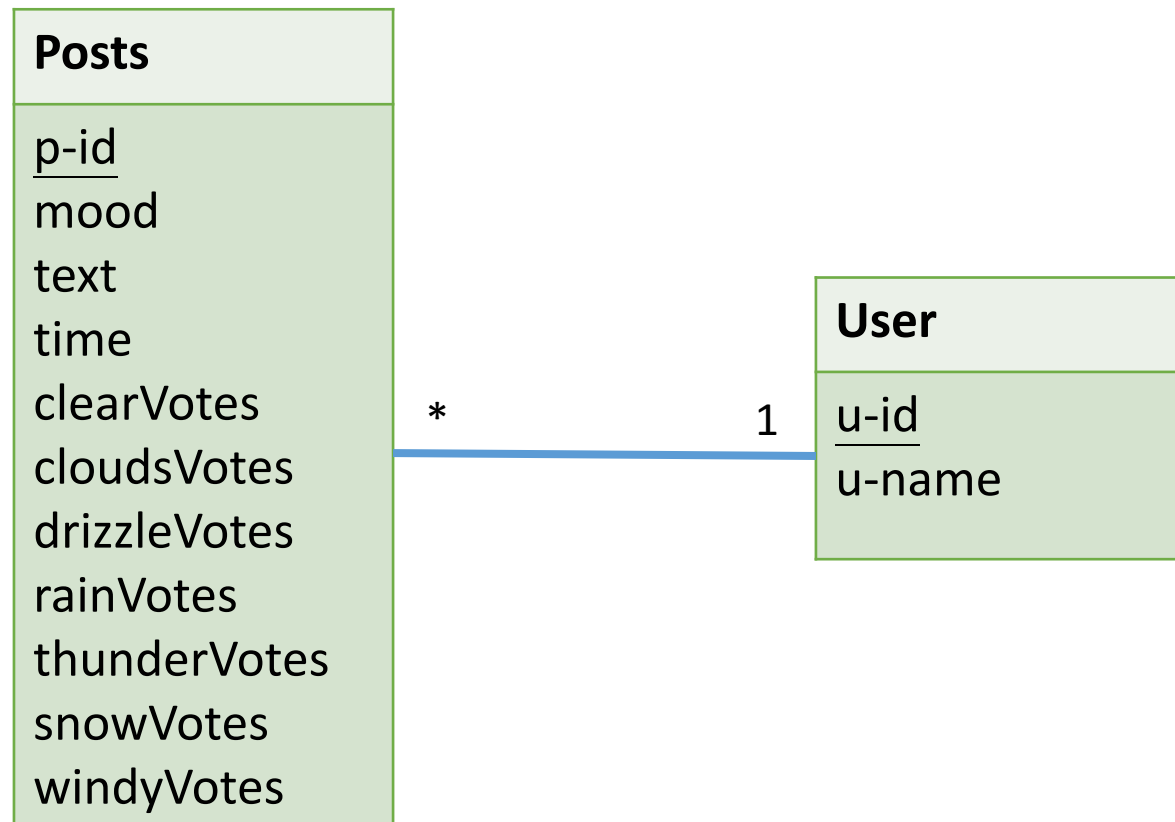 Posts
p-id
mood
text
time
clearVotes
cloudsVotes
drizzleVotes
rainVotes
thunderVotes
snowVotes
windyVotes
*
1
User
u-id
u-name